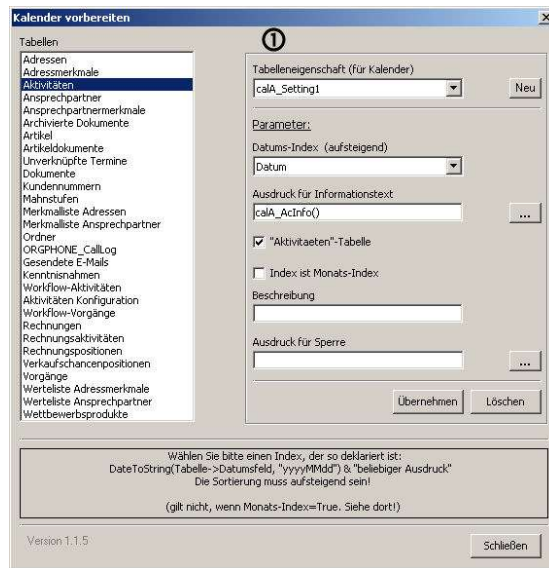 Kalender vorbereiten
Tabellen
Adressen
Adressmerkmale
Aktivitäten
Ansprechpartner
Ansprechpartnermerkmale
Archivierte Dokumente
Artikel
Artikeldokumente
Unverknüpfte Termine
Dokumente
Kundennummern
Mahnstufen
Merkmalliste Adressen
Merkmalliste Ansprechpartner
Ordner
ORGPHONE_CallLog
Gesendete E-Mails
Kenntnisnahmen
Workflow-Aktivitäten
Aktivitäten Konfiguration
Workflow-Vorgänge
Rechnungen
Rechnungsaktivitäten
Rechnungspositionen
Verkaufschancenpositionen
Vorgänge
Werteliste Adressmerkmale
Werteliste Ansprechpartner
Wettbewerbsprodukte
①
Tabelleneigenschaft (für Kalender)
calA_Setting1
Neu
Parameter:
Datums-Index (aufsteigend)
Datum
Ausdruck für Informationstext
calA_AcInfo()
...
"Aktivitaeten"-Tabelle
Index ist Monats-Index
Beschreibung
Ausdruck für Sperre
...
Übernehmen
Löschen
Wählen Sie bitte einen Index, der so deklariert ist:
DateToString(Tabelle->Datumsfeld, "yyyyMMdd") & "beliebiger Ausdruck"
Die Sortierung muss aufsteigend sein!
(gilt nicht, wenn Monats-Index=True. Siehe dort!)
Version 1.1.5
Schließen